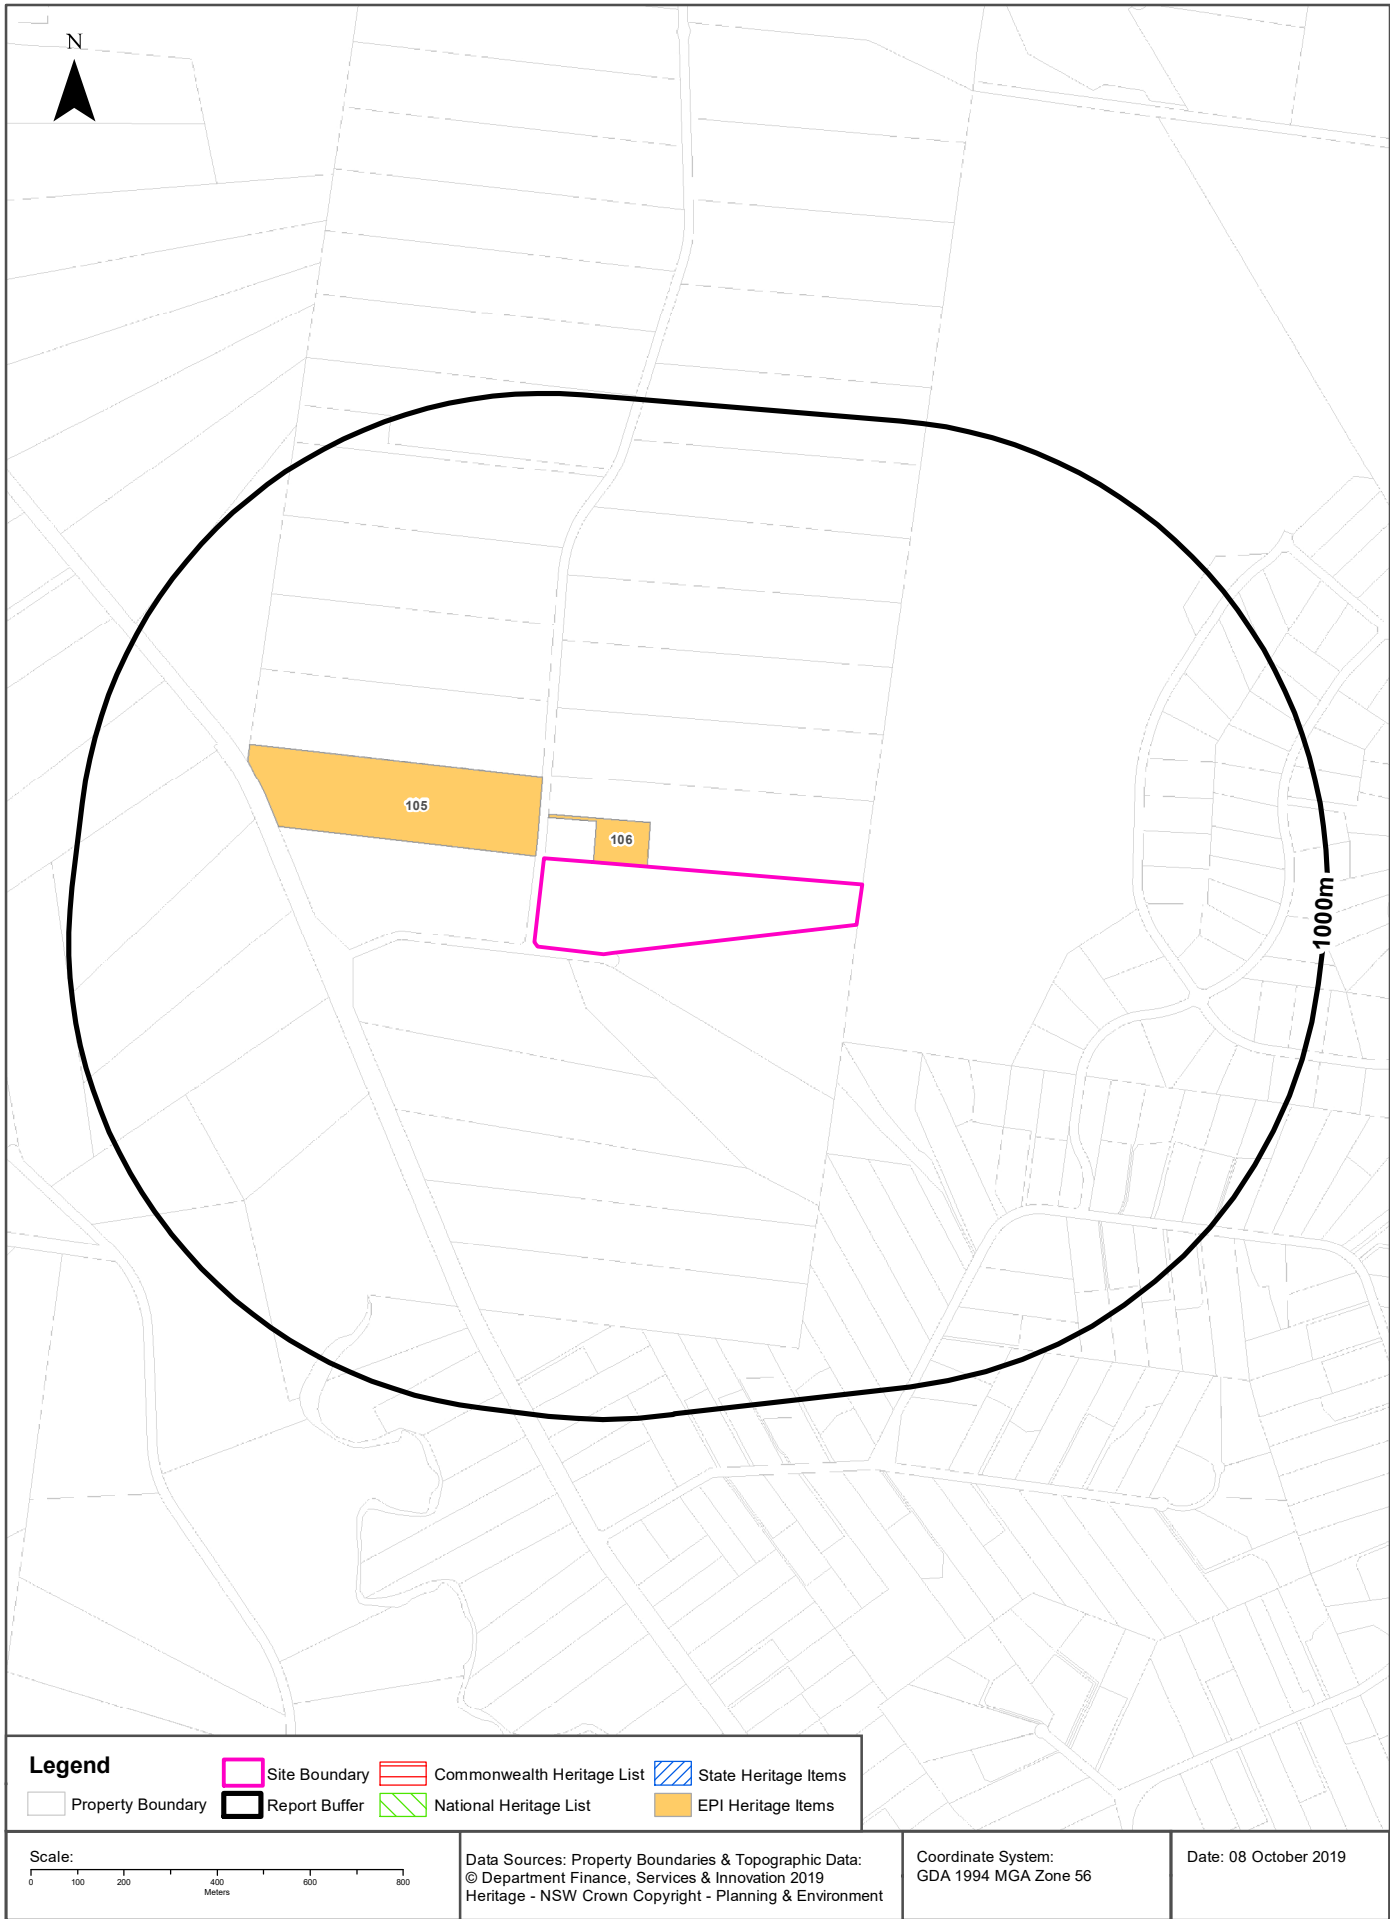 N
105
106
1000m
Legend
Site Boundary
Commonwealth Heritage List
State Heritage Items
Property Boundary
Report Buffer
National Heritage List
EPI Heritage Items
Scale:
0 100 200 400 600 800
Meters
Data Sources: Property Boundaries & Topographic Data:
© Department Finance, Services & Innovation 2019
Heritage - NSW Crown Copyright - Planning & Environment
Coordinate System:
GDA 1994 MGA Zone 56
Date: 08 October 2019